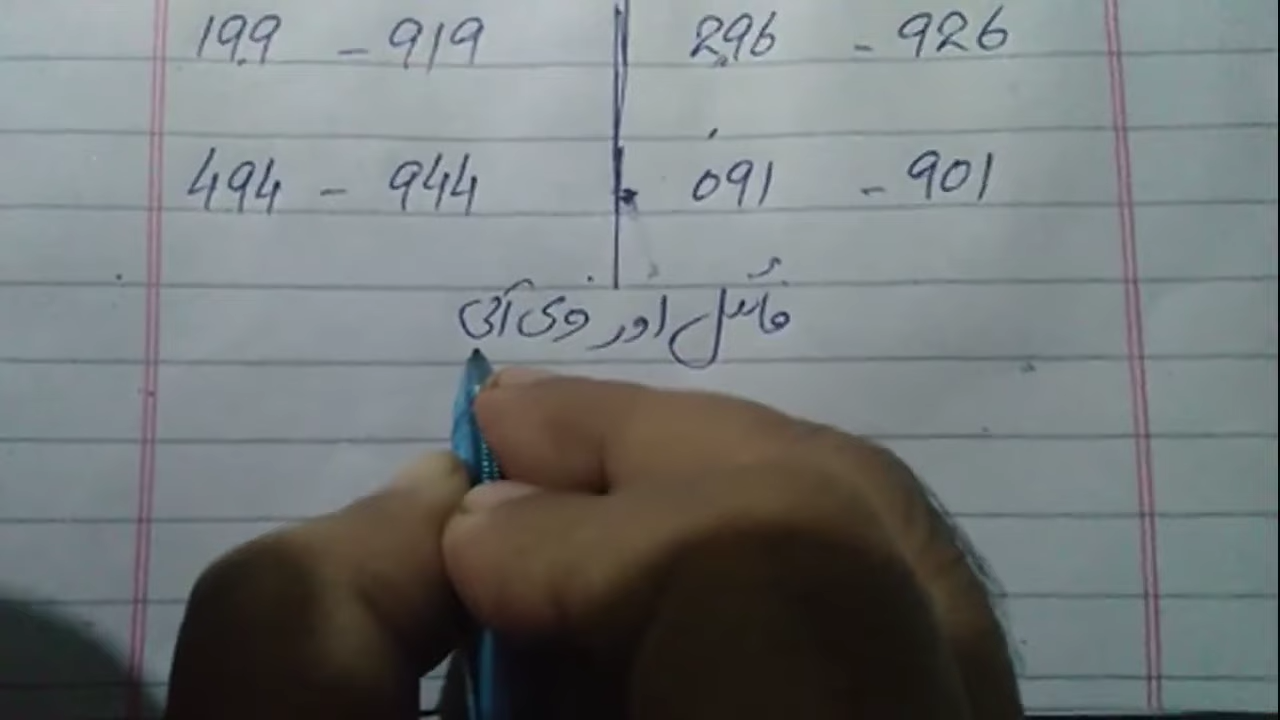 199 - 919 296 - 926
494 - 944 091 - 901
فائنل اور وی آئی